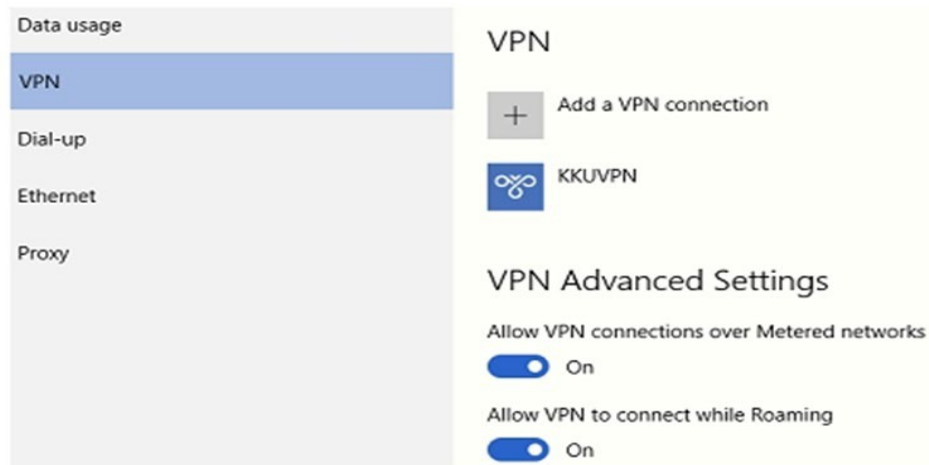 Data usage
VPN
Dial-up
Ethernet
Proxy
VPN
+ Add a VPN connection
KKUVPN
VPN Advanced Settings
Allow VPN connections over Metered networks
On
Allow VPN to connect while Roaming
On